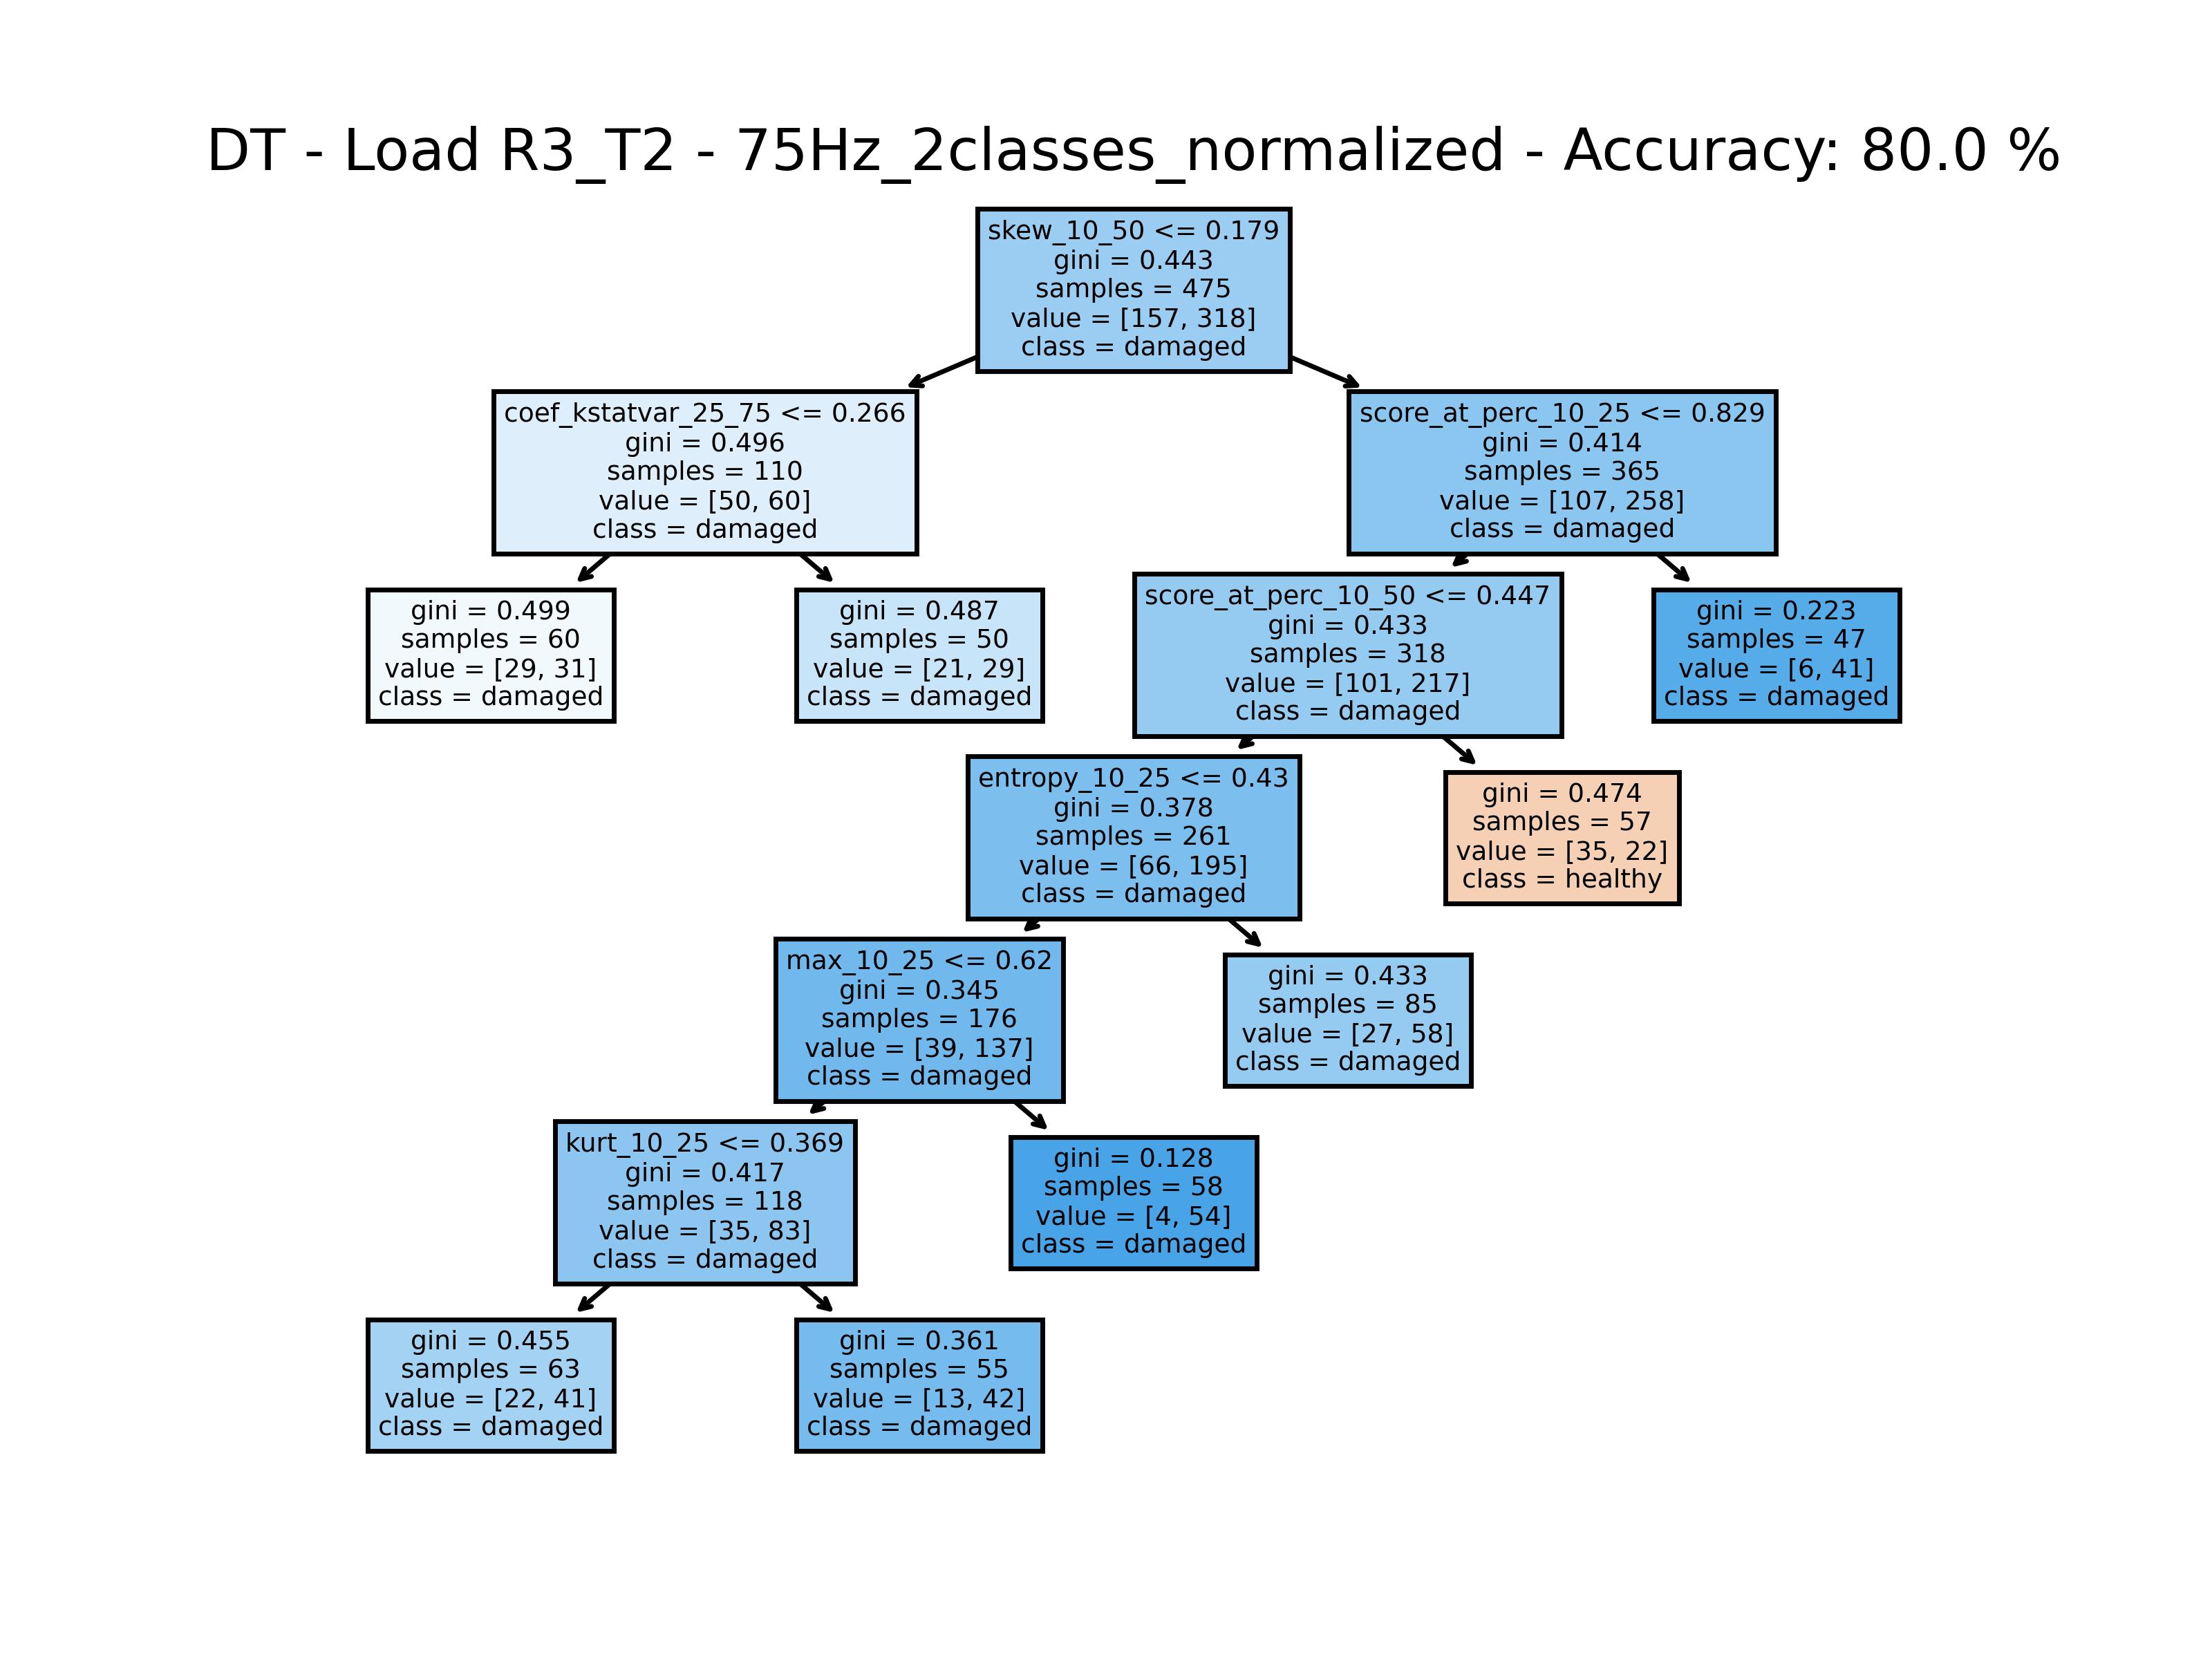 DT - Load R3_T2 - 75Hz_2classes_normalized - Accuracy: 80.0 %
skew_10_50 <= 0.179
gini = 0.443
samples = 475
value = [157, 318]
class = damaged
coef_kstatvar_25_75 <= 0.266
gini = 0.496
samples = 110
value = [50, 60]
class = damaged
score_at_perc_10_25 <= 0.829
gini = 0.414
samples = 365
value = [107, 258]
class = damaged
gini = 0.499
samples = 60
value = [29, 31]
class = damaged
gini = 0.487
samples = 50
value = [21, 29]
class = damaged
score_at_perc_10_50 <= 0.447
gini = 0.433
samples = 318
value = [101, 217]
class = damaged
gini = 0.223
samples = 47
value = [6, 41]
class = damaged
entropy_10_25 <= 0.43
gini = 0.378
samples = 261
value = [66, 195]
class = damaged
gini = 0.474
samples = 57
value = [35, 22]
class = healthy
max_10_25 <= 0.62
gini = 0.345
samples = 176
value = [39, 137]
class = damaged
gini = 0.433
samples = 85
value = [27, 58]
class = damaged
kurt_10_25 <= 0.369
gini = 0.417
samples = 118
value = [35, 83]
class = damaged
gini = 0.128
samples = 58
value = [4, 54]
class = damaged
gini = 0.455
samples = 63
value = [22, 41]
class = damaged
gini = 0.361
samples = 55
value = [13, 42]
class = damaged